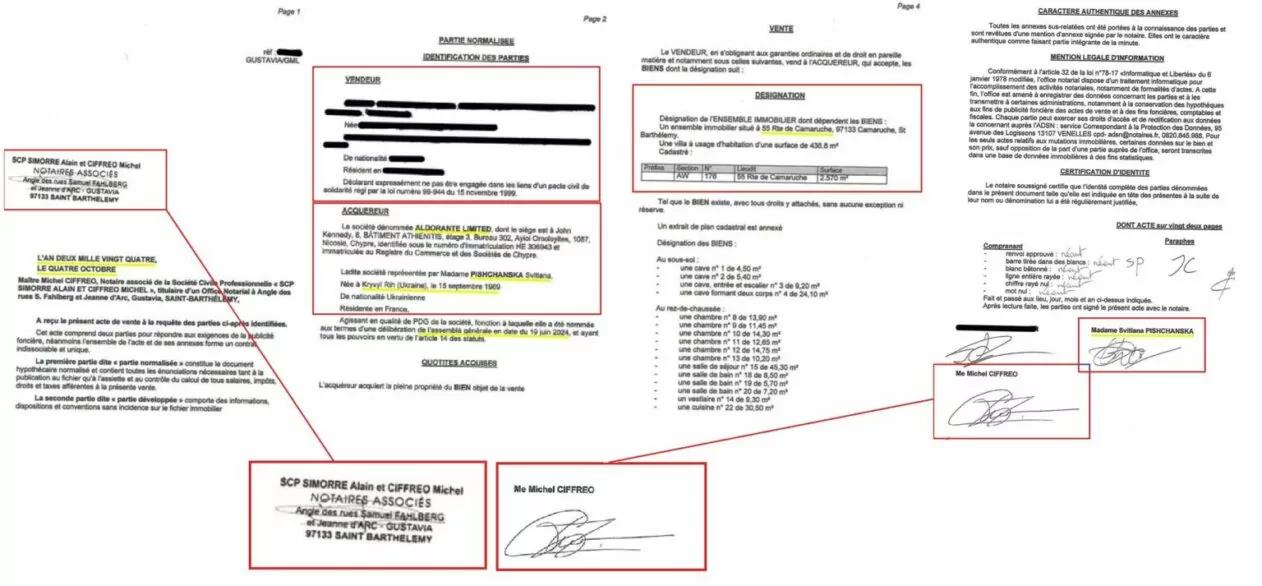 Page 1
réf :
GUSTAVIA/GML
SCP SIMORRE Alain et CIFFREO Michel
NOTAIRES ASSOCIÉS
Angle des rues Samuel FAHLBERG
et Jeanne d'ARC - GUSTAVIA
97133 SAINT BARTHELEMY
L'AN DEUX MILLE VINGT QUATRE,
LE QUATRE OCTOBRE
Maître Michel CIFFREO, Notaire associé de la Société Civile Professionnelle « SCP
SIMORRE ALAIN ET CIFFREO MICHEL », titulaire d'un Office Notarial à Angle des
rues S. Fahlberg et Jeanne d'Arc, Gustavia, SAINT-BARTHÉLEMY,
A reçu le présent acte de vente à la requête des parties ci-après identifiées.
Cet acte comprend deux parties pour répondre aux exigences de la publicité
foncière, néanmoins l'ensemble de l'acte et de ses annexes forme un contrat
indissociable et unique.
La première partie dite « partie normalisée » constitue le document
hypothécaire normalisé et contient toutes les énonciations nécessaires tant à la
publication au fichier qu'à l'assiette et au contrôle du calcul de tous salaires, impôts,
droits et taxes afférentes à la présente vente.
La seconde partie dite « partie développée » comporte des informations,
dispositions et conventions sans incidence sur le fichier immobilier
Page 2
PARTIE NORMALISEE
IDENTIFICATION DES PARTIES
VENDEUR
Née
De nationalité
Résident en
Déclarant expressément ne pas être engagée dans les liens d'un pacte civil de
solidarité régi par la loi numéro 99-944 du 15 novembre 1999.
ACQUEREUR
La société dénommée ALDORANTE LIMITED, dont le siège est à John
Kennedy, 8, BÂTIMENT ATHIENITIS, étage 3, Bureau 302, Ayioi Omoloyites, 1087,
Nicosie, Chypre, identifiée sous le numéro d'immatriculation HE 306943 et
immatriculée au Registre du Commerce et des Sociétés de Chypre.
Ladite société représentée par Madame PISHCHANSKA Svitlana,
Née à Kryvyi Rih (Ukraine), le 15 septembre 1969
De nationalité Ukrainienne
Résidente en France,
Agissant en qualité de PDG de la société, fonction à laquelle elle a été nommée
aux termes d'une délibération de l'assemblée générale en date du 19 juin 2024, et ayant
tous les pouvoirs en vertu de l'article 14 des statuts.
QUOTITES ACQUISES
L'acquéreur acquiert la pleine propriété du BIEN objet de la vente
Page 4
VENTE
Le VENDEUR, en s'obligeant aux garanties ordinaires et de droit en pareille
matière et notamment sous celles suivantes, vend à l'ACQUEREUR, qui accepte, les
BIENS dont la désignation suit :
DESIGNATION
Désignation de l'ENSEMBLE IMMOBILIER dont dépendent les BIENS :
Un ensemble immobilier situé à 55 Rte de Camaruche, 97133 Camaruche, St
Barthélemy.
Une villa à usage d'habitation d'une surface de 436,8 m²
Cadastré :
Préfixe Section N° Lieudit Surface
AW 176 55 Rte de Camaruche 2.570 m²
Tel que le BIEN existe, avec tous droits y attachés, sans aucune exception ni
réserve.
Un extrait de plan cadastral est annexé
Désignation des BIENS :
Au sous-sol :
- une cave n° 1 de 4,50 m²
- une cave n° 2 de 5,40 m²
- une cave, entrée et escalier n° 3 de 9,20 m²
- une cave formant deux corps n° 4 de 24,10 m²
Au rez-de-chaussée :
- une chambre n° 8 de 13,90 m²
- une chambre n° 9 de 11,45 m²
- une chambre n° 10 de 14,30 m²
- une chambre n° 11 de 12,65 m²
- une chambre n° 12 de 14,75 m²
- une chambre n° 13 de 10,20 m²
- une salle de séjour n° 15 de 45,30 m²
- une salle de bain n° 18 de 8,50 m²
- une salle de bain n° 19 de 5,70 m²
- une salle de bain n° 20 de 7,20 m²
- un vestiaire n° 14 de 9,30 m²
- une cuisine n° 22 de 30,50 m²
CARACTERE AUTHENTIQUE DES ANNEXES
Toutes les annexes sus-relatées ont été portées à la connaissance des parties et
sont revêtues d'une mention d'annexe signée par le notaire. Elles ont le caractère
authentique comme faisant partie intégrante de la minute.
MENTION LEGALE D'INFORMATION
Conformément à l'article 32 de la loi n°78-17 «Informatique et Libertés» du 6
janvier 1978 modifiée, l'office notarial dispose d'un traitement informatique pour
l'accomplissement des activités notariales, notamment de formalités d'actes. A cette
fin, l'office est amené à enregistrer des données concernant les parties et à les
transmettre à certaines administrations, notamment à la conservation des hypothèques
aux fins de publicité foncière des actes de vente et à des fins foncières, comptables et
fiscales. Chaque partie peut exercer ses droits d'accès et de rectification aux données
la concernant auprès de l'ADSN : service Correspondant à la Protection des Données, 95
avenue des Logissons 13107 VENELLES cpd- adsn@notaires.fr, 0820.845.988. Pour
les seuls actes relatifs aux mutations immobilières, certaines données sur le bien et
son prix, sauf opposition de la part d'une partie auprès de l'office, seront transcrites
dans une base de données immobilières à des fins statistiques.
CERTIFICATION D'IDENTITE
Le notaire soussigné certifie que l'identité complète des parties dénommées
dans le présent document telle qu'elle est indiquée en tête des présentes à la suite de
leur nom ou dénomination lui a été régulièrement justifiée,
DONT ACTE sur vingt deux pages
Comprenant Paraphes
- renvoi approuvé : néant
- barre tirée dans des blancs : néant
- blanc bâtonné : néant
- ligne entière rayée : néant
- chiffre rayé nul : néant
- mot nul : néant
SP
Fait et passé aux lieu, jour, mois et an ci-dessus indiqués.
Après lecture faite, les parties ont signé le présent acte avec le notaire.
Madame Svitlana PISHCHANSKA
Me Michel CIFFREO
SCP SIMORRE Alain et CIFFREO Michel
NOTAIRES ASSOCIÉS
Angle des rues Samuel FAHLBERG
et Jeanne d'ARC - GUSTAVIA
97133 SAINT BARTHELEMY
Me Michel CIFFREO